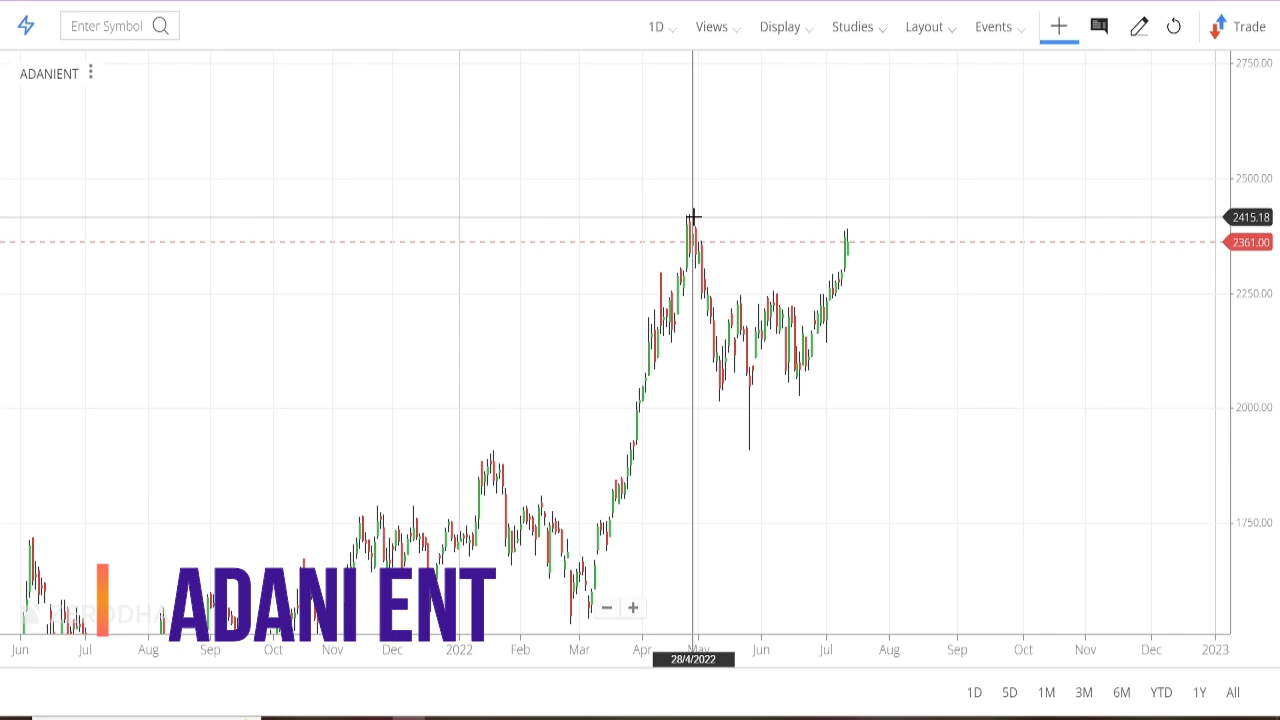 Enter Symbol 1D Views Display Studies Layout Events Trade
ADANIENT
2750.00
2500.00
2415.18
2361.00
2250.00
2000.00
1750.00
ADANI ENT
Jun Jul Aug Sep Oct Nov Dec 2022 Feb Mar Apr May Jun Jul Aug Sep Oct Nov Dec 2023
28/4/2022
1D 5D 1M 3M 6M YTD 1Y All